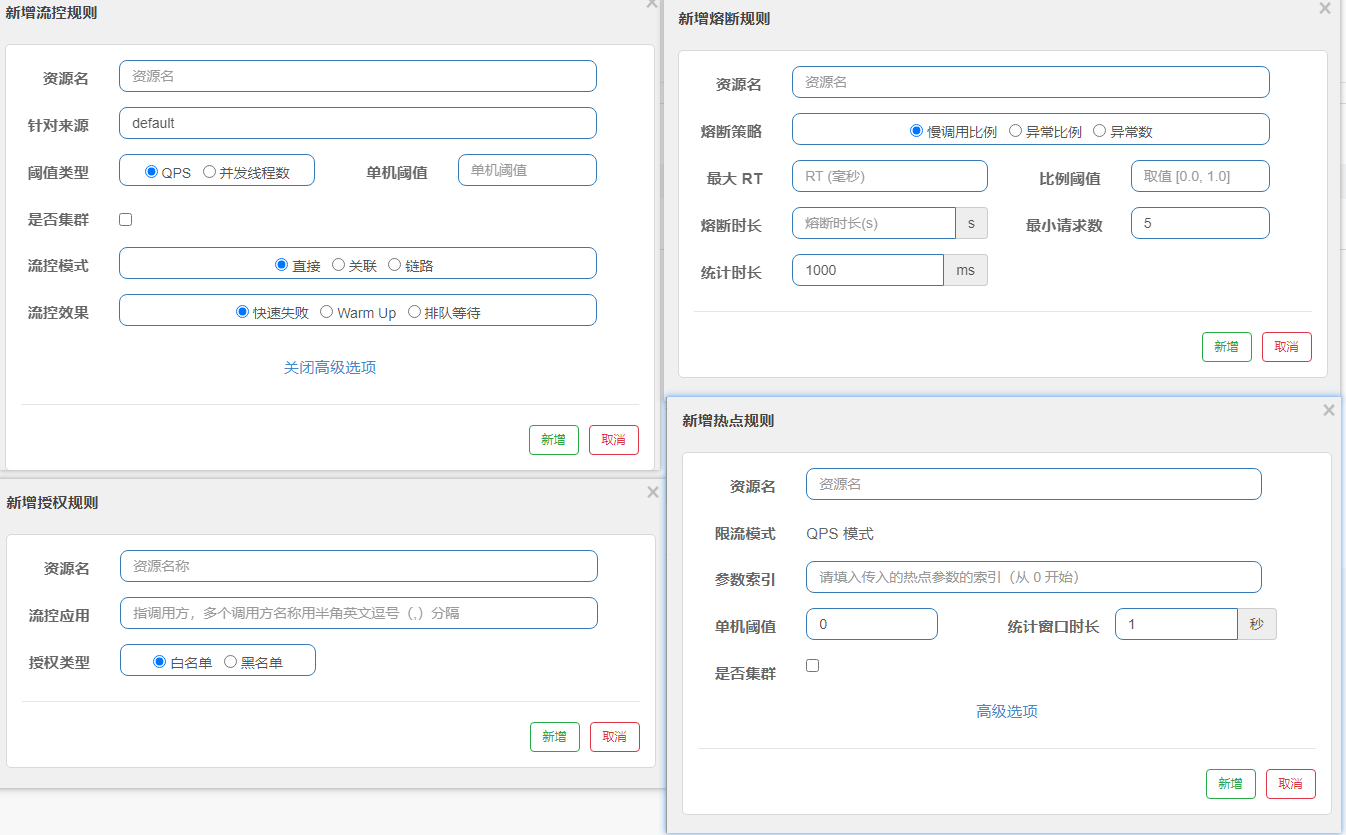 新增流控规则
×
资源名
资源名
针对来源
default
阈值类型
QPS 并发线程数
单机阈值
单机阈值
是否集群
流控模式
直接 关联 链路
流控效果
快速失败 Warm Up 排队等待
关闭高级选项
新增
取消
新增熔断规则
×
资源名
资源名
熔断策略
慢调用比例 异常比例 异常数
最大 RT
RT (毫秒)
比例阈值
取值 [0.0, 1.0]
熔断时长
熔断时长(s)
s
最小请求数
5
统计时长
1000
ms
新增
取消
新增授权规则
×
资源名
资源名称
流控应用
指调用方，多个调用方名称用半角英文逗号（,）分隔
授权类型
白名单 黑名单
新增
取消
新增热点规则
×
资源名
资源名
限流模式
QPS 模式
参数索引
请填入传入的热点参数的索引（从 0 开始）
单机阈值
0
统计窗口时长
1
秒
是否集群
高级选项
新增
取消